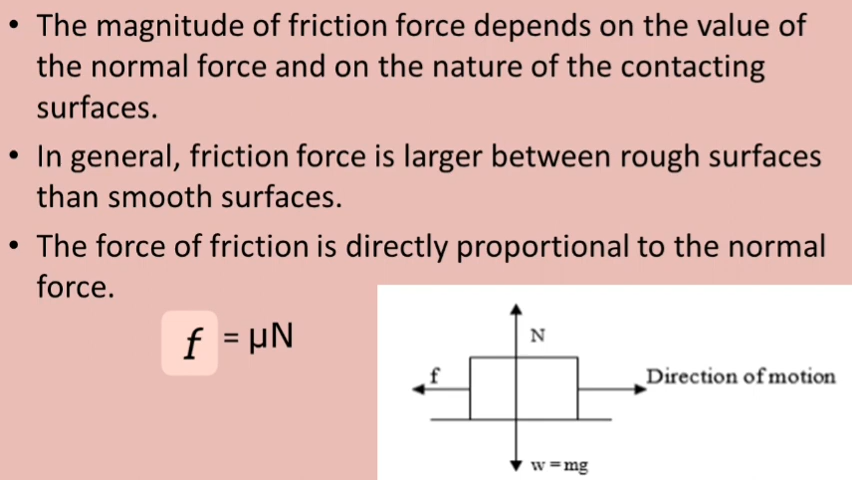 • The magnitude of friction force depends on the value of
the normal force and on the nature of the contacting
surfaces.
• In general, friction force is larger between rough surfaces
than smooth surfaces.
• The force of friction is directly proportional to the normal
force.
f = µN
N
f
Direction of motion
w = mg